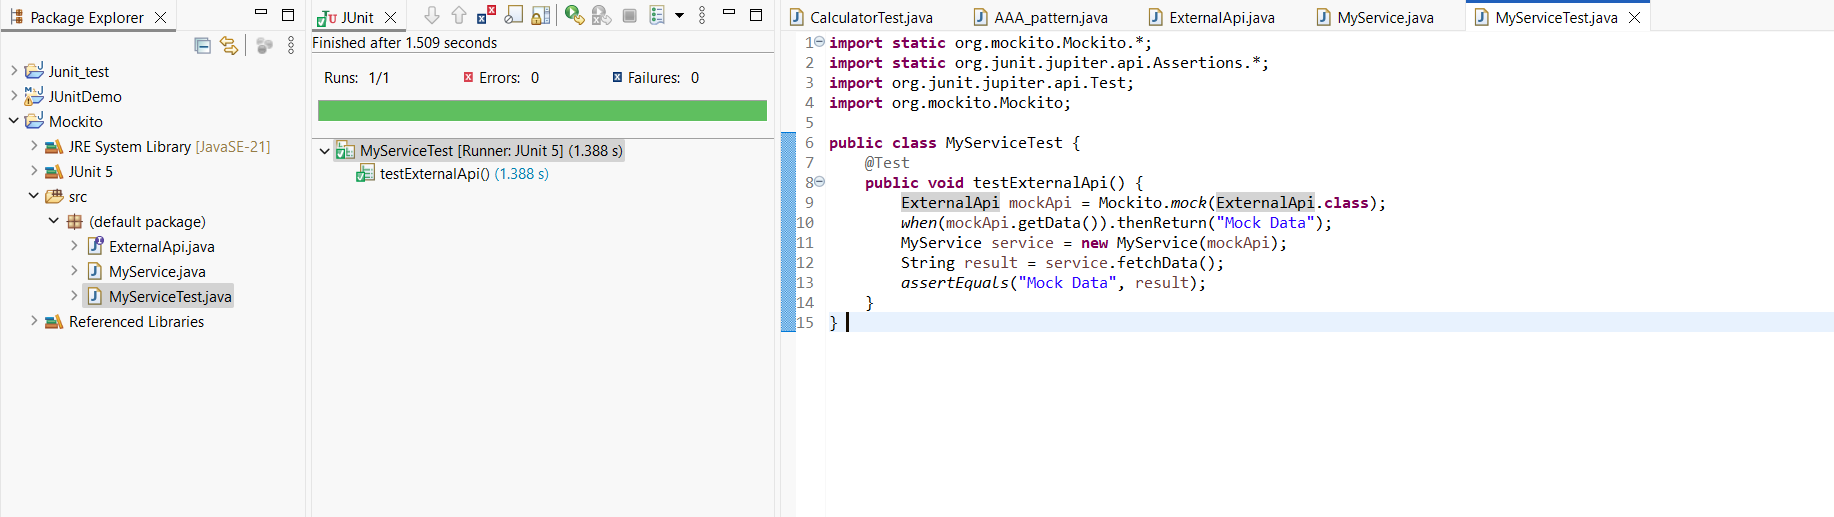 Package Explorer
Junit_test
JUnitDemo
Mockito
JRE System Library [JavaSE-21]
JUnit 5
src
(default package)
ExternalApi.java
MyService.java
MyServiceTest.java
Referenced Libraries
JUnit
Finished after 1.509 seconds
Runs: 1/1 Errors: 0 Failures: 0
MyServiceTest [Runner: JUnit 5] (1.388 s)
testExternalApi() (1.388 s)
CalculatorTest.java AAA_pattern.java ExternalApi.java MyService.java MyServiceTest.java
1 import static org.mockito.Mockito.*;
2 import static org.junit.jupiter.api.Assertions.*;
3 import org.junit.jupiter.api.Test;
4 import org.mockito.Mockito;
5
6 public class MyServiceTest {
7     @Test
8     public void testExternalApi() {
9         ExternalApi mockApi = Mockito.mock(ExternalApi.class);
10         when(mockApi.getData()).thenReturn("Mock Data");
11         MyService service = new MyService(mockApi);
12         String result = service.fetchData();
13         assertEquals("Mock Data", result);
14     }
15 }